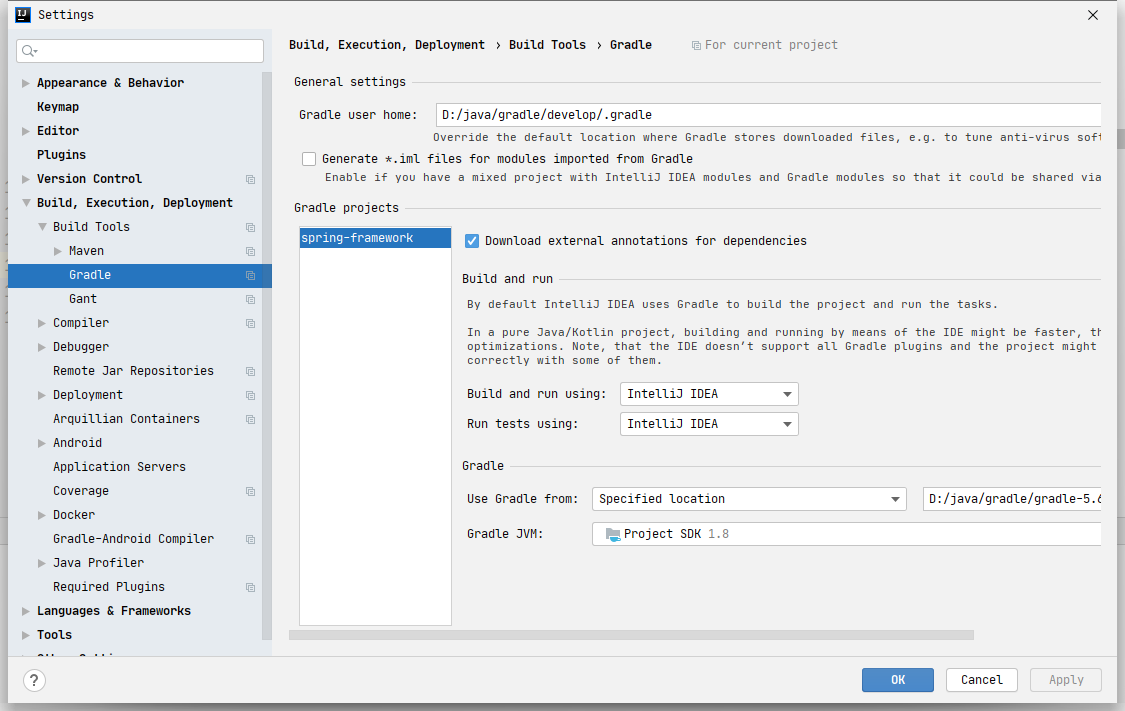 IJ Settings
Appearance & Behavior
Keymap
Editor
Plugins
Version Control
Build, Execution, Deployment
Build Tools
Maven
Gradle
Gant
Compiler
Debugger
Remote Jar Repositories
Deployment
Arquillian Containers
Android
Application Servers
Coverage
Docker
Gradle-Android Compiler
Java Profiler
Required Plugins
Languages & Frameworks
Tools
Build, Execution, Deployment › Build Tools › Gradle For current project
General settings
Gradle user home: D:/java/gradle/develop/.gradle
Override the default location where Gradle stores downloaded files, e.g. to tune anti-virus soft
Generate *.iml files for modules imported from Gradle
Enable if you have a mixed project with IntelliJ IDEA modules and Gradle modules so that it could be shared via
Gradle projects
spring-framework
Download external annotations for dependencies
Build and run
By default IntelliJ IDEA uses Gradle to build the project and run the tasks.
In a pure Java/Kotlin project, building and running by means of the IDE might be faster, th
optimizations. Note, that the IDE doesn't support all Gradle plugins and the project might
correctly with some of them.
Build and run using: IntelliJ IDEA
Run tests using: IntelliJ IDEA
Gradle
Use Gradle from: Specified location D:/java/gradle/gradle-5.6
Gradle JVM: Project SDK 1.8
? OK Cancel Apply